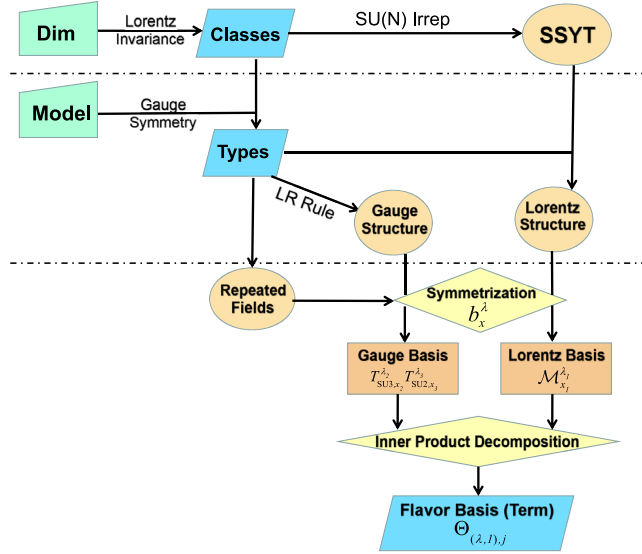 Dim
Lorentz
Invariance
Classes
SU(N) Irrep
SSYT
Model
Gauge
Symmetry
Types
LR Rule
Gauge
Structure
Lorentz
Structure
Repeated
Fields
Symmetrization
b_x^λ
Gauge Basis
T_{SU3,x_2}^{λ_2} T_{SU2,x_3}^{λ_3}
Lorentz Basis
ℳ_{x_1}^{λ_1}
Inner Product Decomposition
Flavor Basis (Term)
Θ_{(λ,1),j}